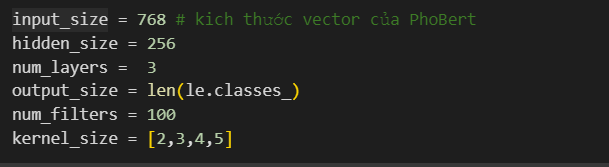 input_size = 768 # kich thước vector của PhoBert
hidden_size = 256
num_layers =  3
output_size = len(le.classes_)
num_filters = 100
kernel_size = [2,3,4,5]